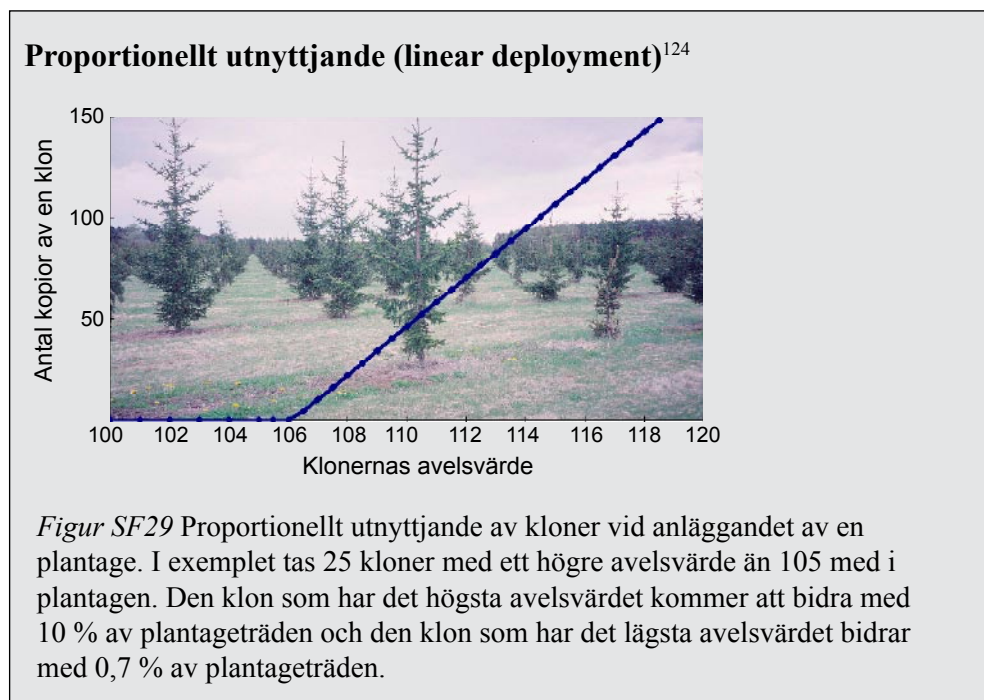 Proportionellt utnyttjande (linear deployment)124
150
100
50
Antal kopior av en klon
100 102 104 106 108 110 112 114 116 117 120
Klonernas avelsvärde
Figur SF29 Proportionellt utnyttjande av kloner vid anläggandet av en
plantage. I exemplet tas 25 kloner med ett högre avelsvärde än 105 med i
plantagen. Den klon som har det högsta avelsvärdet kommer att bidra med
10 % av plantageträden och den klon som har det lägsta avelsvärdet bidrar
med 0,7 % av plantageträden.